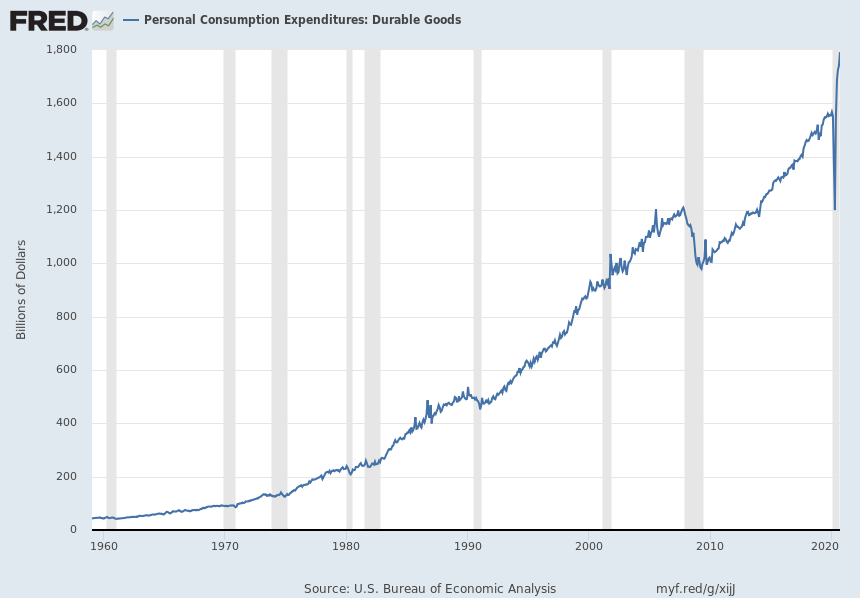 FRED
Personal Consumption Expenditures: Durable Goods
1,800
1,600
1,400
1,200
1,000
800
600
400
200
0
Billions of Dollars
1960 1970 1980 1990 2000 2010 2020
Source: U.S. Bureau of Economic Analysis myf.red/g/xijJ